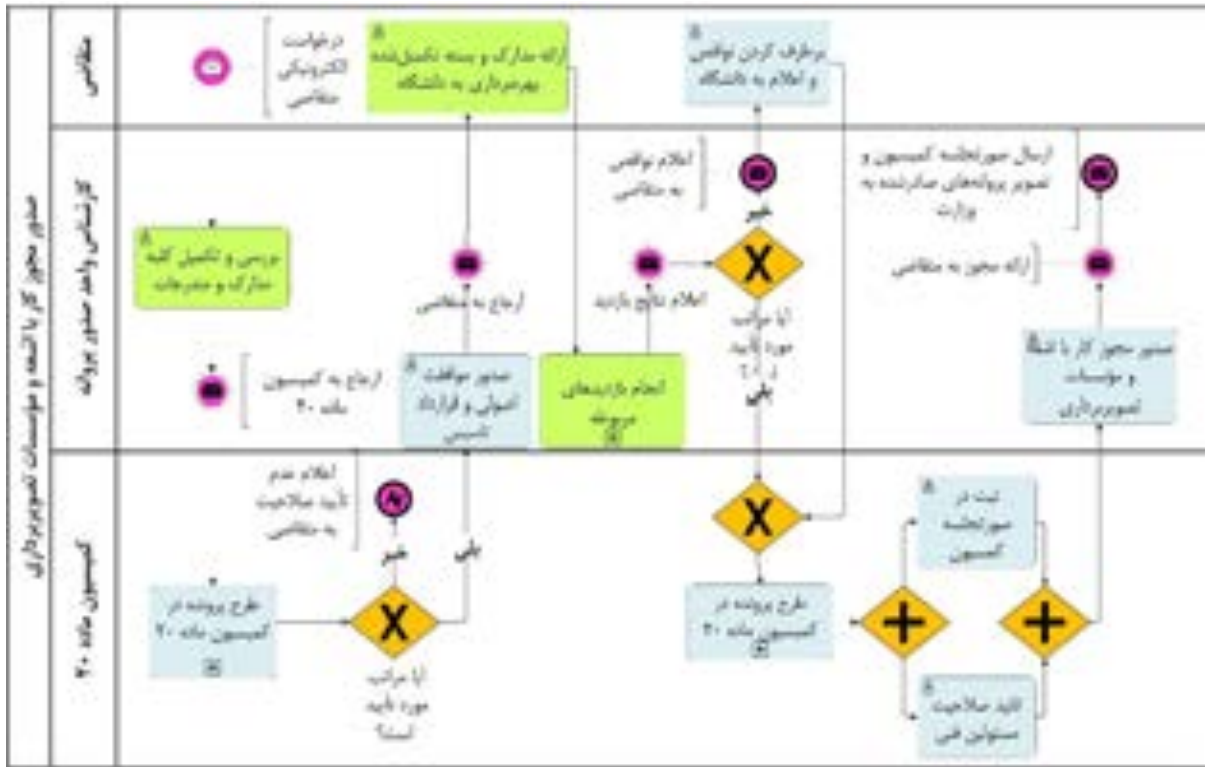 صدور مجوز کار با اشعه و مؤسسات تصویربرداری
متقاضی
درخواست
الکترونیکی
متقاضی
ارائه مدارک و بسته تکمیل‌شده
بهره‌برداری به دانشگاه
برطرف کردن نواقص
و اعلام به دانشگاه
کارشناس واحد صدور پروانه
بررسی و تکمیل کلیه
مدارک و مندرجات
ارجاع به کمیسیون
ماده ۲۰
ارجاع به متقاضی
صدور موافقت
اصولی و قرارداد
تاسیس
انجام بازدیدهای
مربوطه
اعلام نتایج بازدید
اعلام نواقص
به متقاضی
خیر
آیا مراتب
مورد تأیید
بلی
ارسال صورتجلسه کمیسیون و
تصویر پروانه‌های صادرشده به
وزارت
ارائه مجوز به متقاضی
صدور مجوز کار با اشعه
و مؤسسات
تصویربرداری
کمیسیون ماده ۲۰
طرح پرونده در
کمیسیون ماده ۲۰
اعلام عدم
تأیید صلاحیت
به متقاضی
خیر
بلی
آیا مراتب
مورد تأیید
است؟
طرح پرونده در
کمیسیون ماده ۲۰
ثبت در
صورتجلسه
کمسیون
تائید صلاحیت
مسئولین فنی